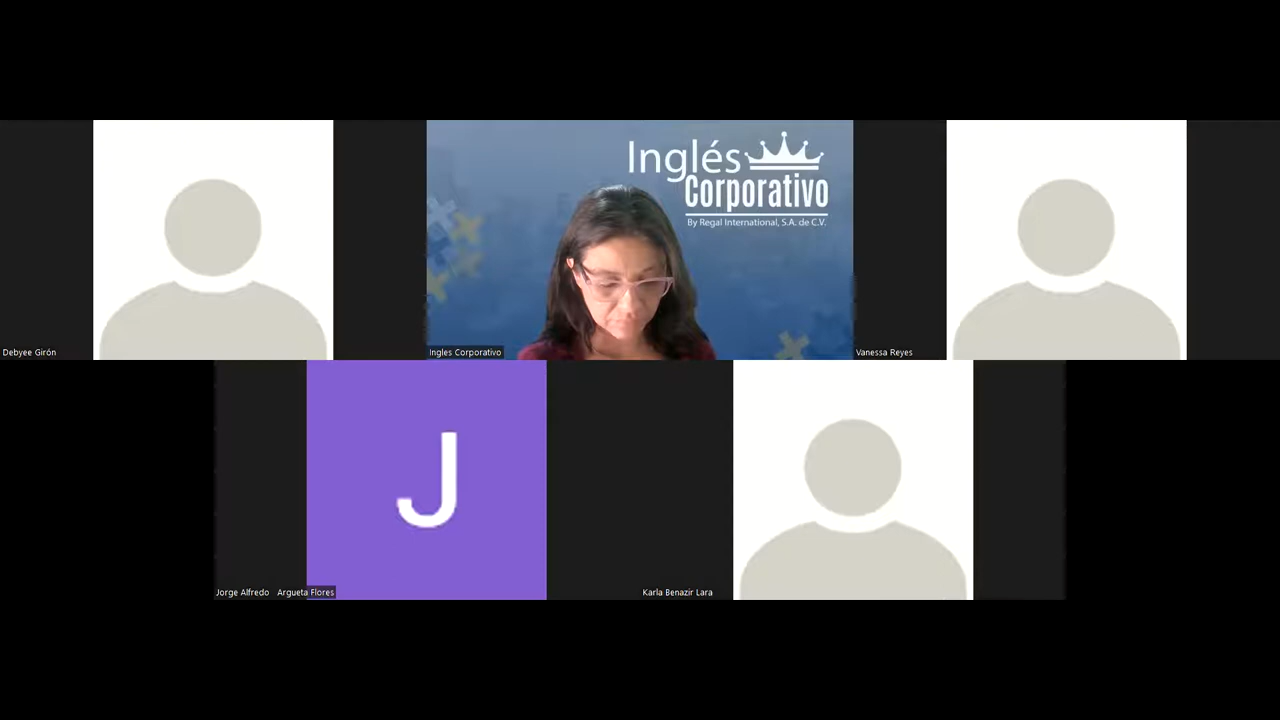 Inglés
Corporativo
By Regal International, S.A. de C.V.
Debyee Girón
Ingles Corporativo
Vanessa Reyes
J
Jorge Alfredo Argueta Flores
Karla Benazir Lara